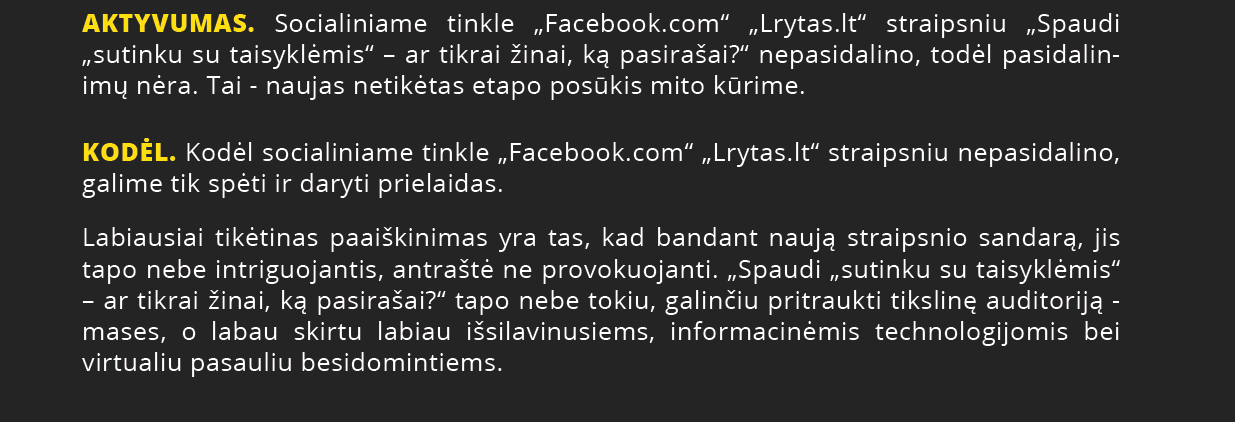 AKTYVUMAS. Socialiniame tinkle „Facebook.com“ „Lrytas.lt“ straipsniu „Spaudi
„sutinku su taisyklėmis“ – ar tikrai žinai, ką pasirašai?“ nepasidalino, todėl pasidalin-
imų nėra. Tai - naujas netikėtas etapo posūkis mito kūrime.
KODĖL. Kodėl socialiniame tinkle „Facebook.com“ „Lrytas.lt“ straipsniu nepasidalino,
galime tik spėti ir daryti prielaidas.
Labiausiai tikėtinas paaiškinimas yra tas, kad bandant naują straipsnio sandarą, jis
tapo nebe intriguojantis, antraštė ne provokuojanti. „Spaudi „sutinku su taisyklėmis“
– ar tikrai žinai, ką pasirašai?“ tapo nebe tokiu, galinčiu pritraukti tikslinę auditoriją -
mases, o labau skirtu labiau išsilavinusiems, informacinėmis technologijomis bei
virtualiu pasauliu besidomintiems.